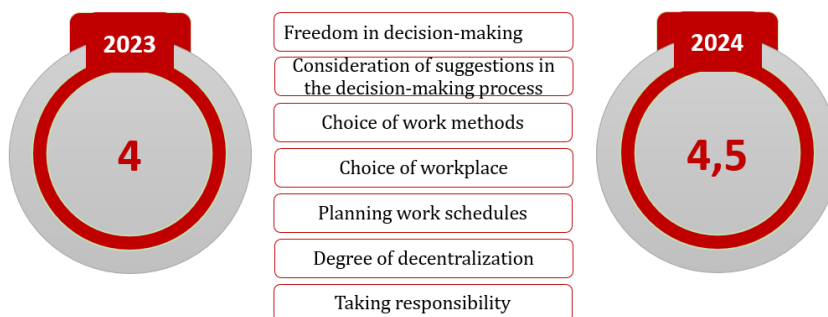 2023
4
Freedom in decision-making
Consideration of suggestions in
the decision-making process
Choice of work methods
Choice of workplace
Planning work schedules
Degree of decentralization
Taking responsibility
2024
4,5